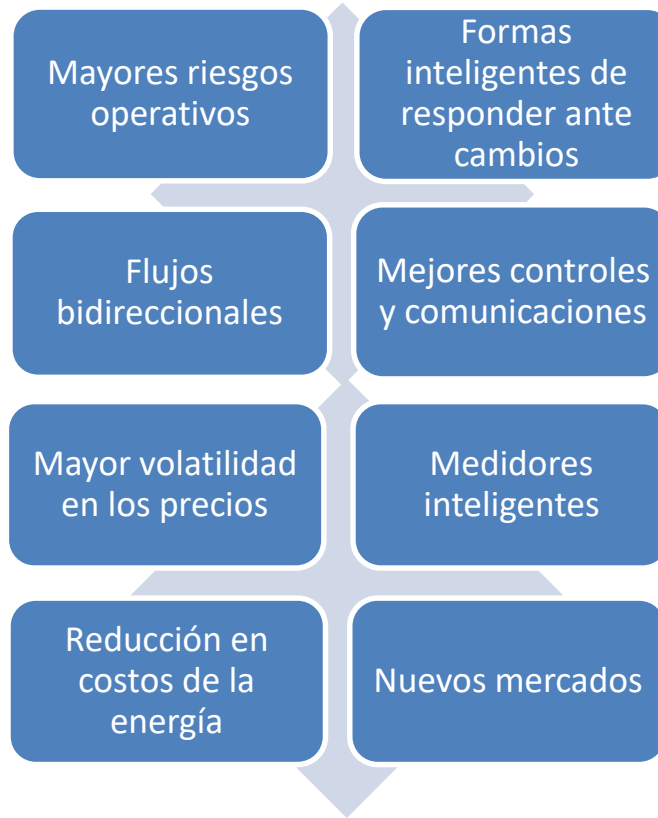 Mayores riesgos
operativos
Formas
inteligentes de
responder ante
cambios
Flujos
bidireccionales
Mejores controles
y comunicaciones
Mayor volatilidad
en los precios
Medidores
inteligentes
Reducción en
costos de la
energía
Nuevos mercados